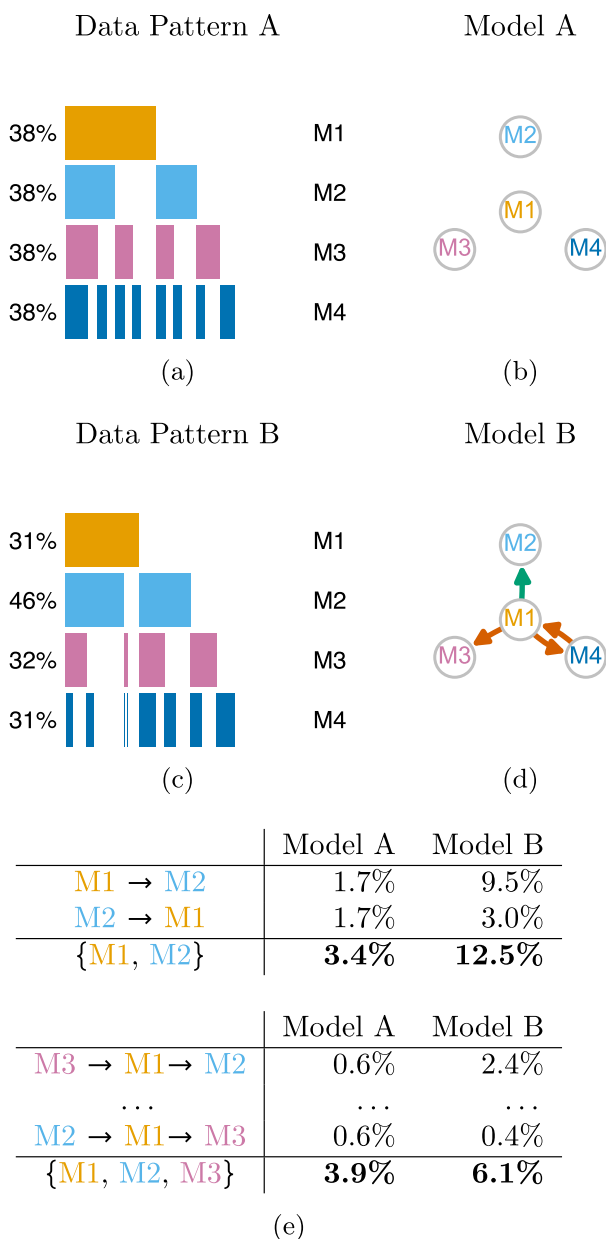 Data Pattern A
Model A
38% M1
38% M2
38% M3
38% M4
M2
M1
M3
M4
(a)
(b)
Data Pattern B
Model B
31% M1
46% M2
32% M3
31% M4
M2
M1
M3
M4
(c)
(d)
Model A Model B
M1 → M2 1.7% 9.5%
M2 → M1 1.7% 3.0%
{M1, M2} 3.4% 12.5%
Model A Model B
M3 → M1→ M2 0.6% 2.4%
... ... ...
M2 → M1→ M3 0.6% 0.4%
{M1, M2, M3} 3.9% 6.1%
(e)